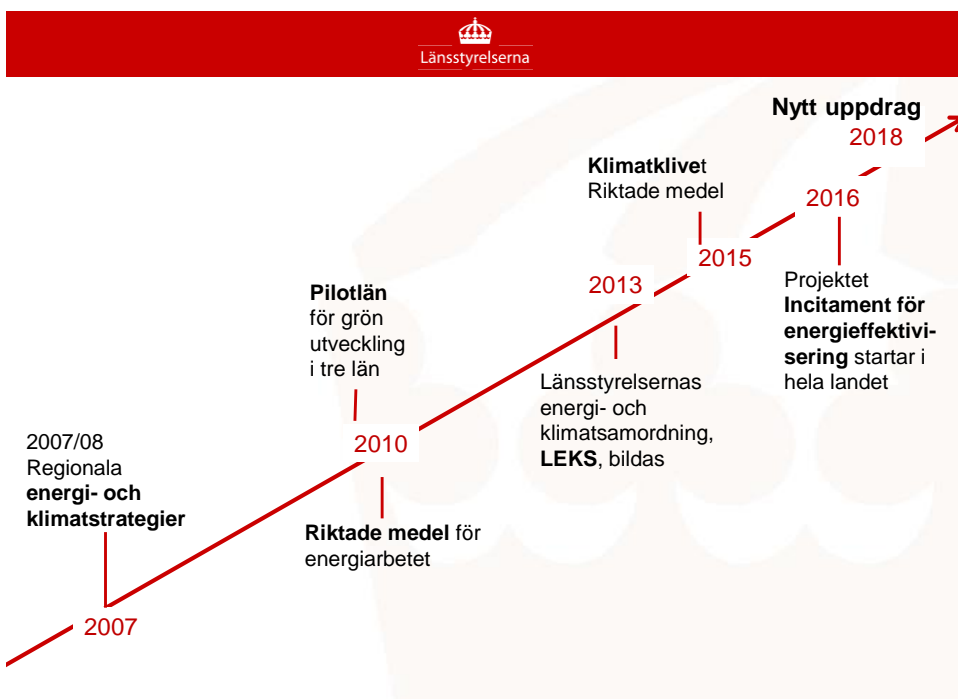 Länsstyrelserna
Nytt uppdrag
2018
Klimatklivet
Riktade medel
2016
2015
Projektet
Incitament för
energieffektivi-
sering startar i
hela landet
2013
Pilotlän
för grön
utveckling
i tre län
Länsstyrelsernas
energi- och
klimatsamordning,
LEKS, bildas
2010
2007/08
Regionala
energi- och
klimatstrategier
Riktade medel för
energiarbetet
2007